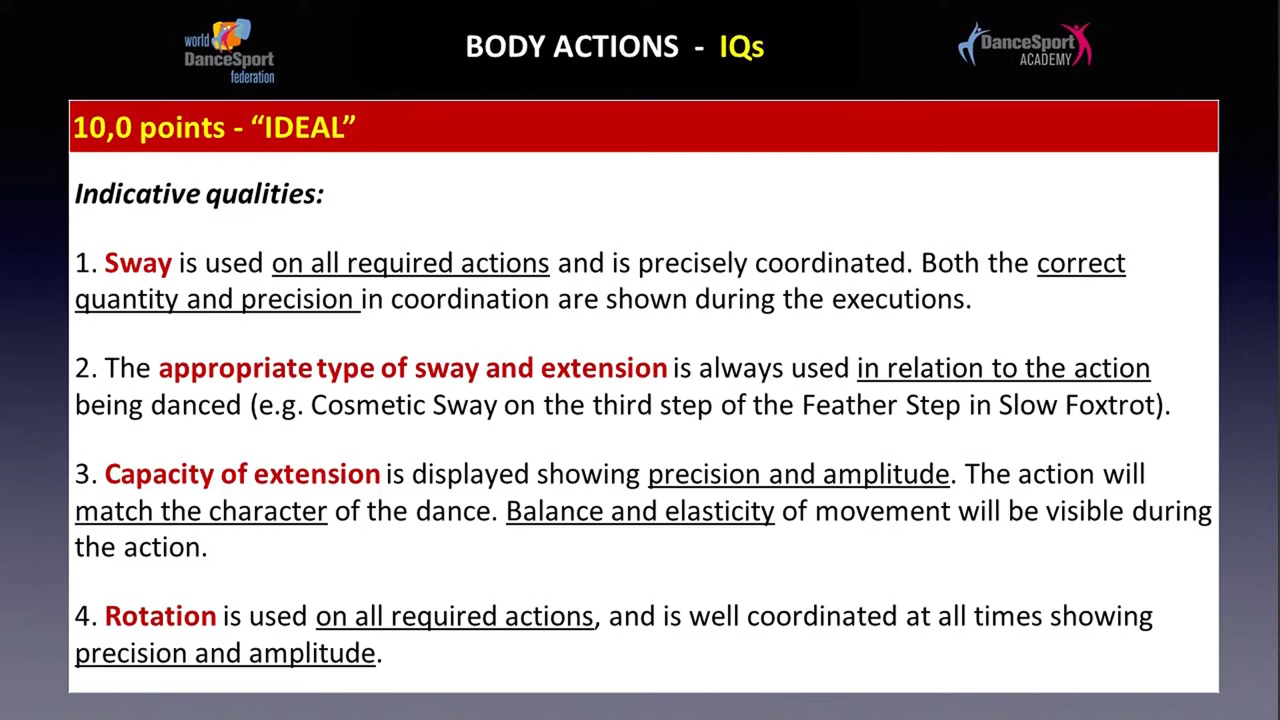 world
DanceSport
federation
BODY ACTIONS - IQs
DanceSport
ACADEMY
10,0 points - “IDEAL”
Indicative qualities:
1. Sway is used on all required actions and is precisely coordinated. Both the correct
quantity and precision in coordination are shown during the executions.
2. The appropriate type of sway and extension is always used in relation to the action
being danced (e.g. Cosmetic Sway on the third step of the Feather Step in Slow Foxtrot).
3. Capacity of extension is displayed showing precision and amplitude. The action will
match the character of the dance. Balance and elasticity of movement will be visible during
the action.
4. Rotation is used on all required actions, and is well coordinated at all times showing
precision and amplitude.